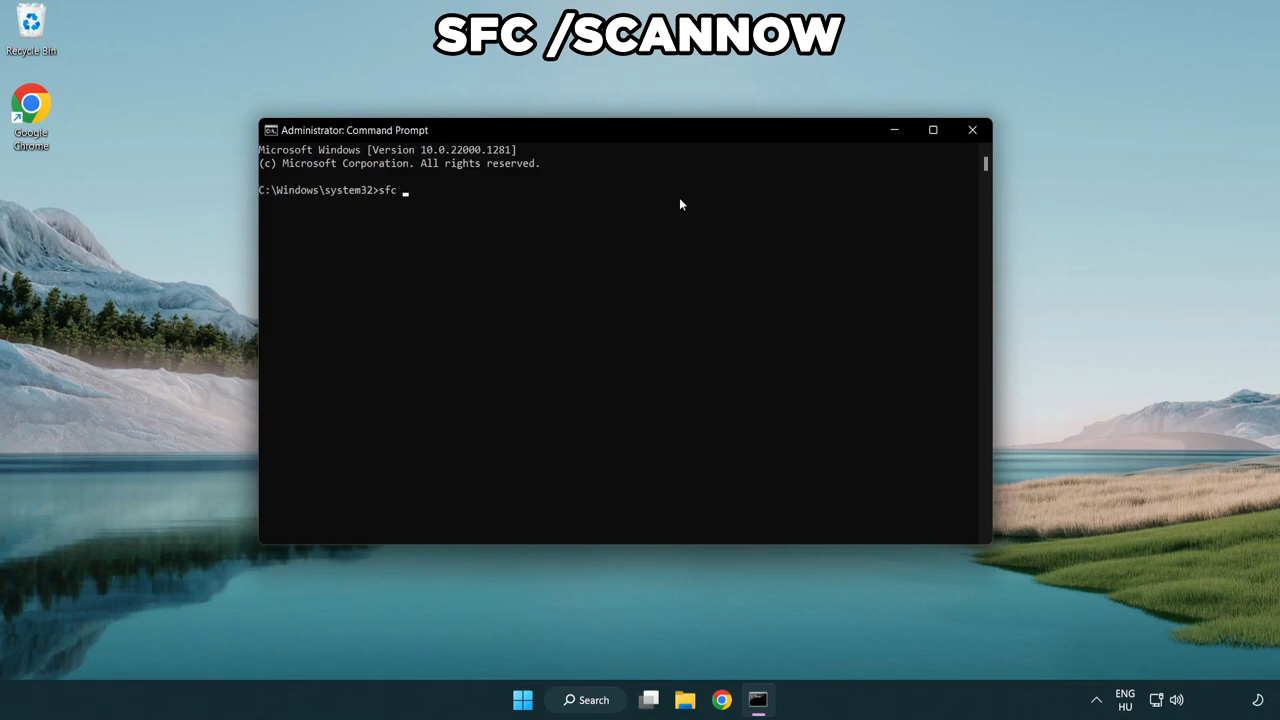 SFC /SCANNOW
Recycle Bin
Google
Chrome
Administrator: Command Prompt
Microsoft Windows [Version 10.0.22000.1281]
(c) Microsoft Corporation. All rights reserved.
C:\Windows\system32>sfc _
Search
ENG
HU